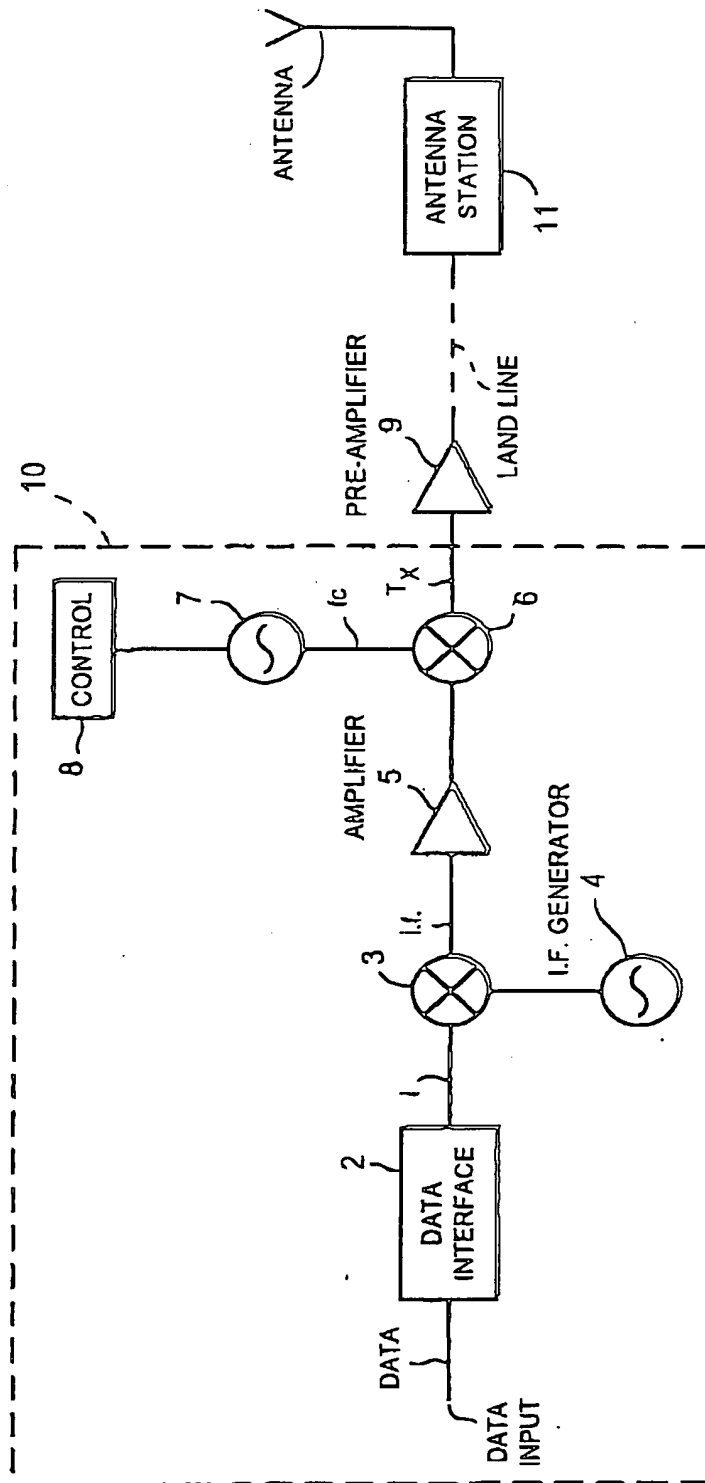 10
8
CONTROL
7
fc
ANTENNA
DATA INPUT
DATA
2
DATA INTERFACE
1
3
I.F. GENERATOR
4
I.f.
AMPLIFIER
5
6
TX
PRE-AMPLIFIER
9
LAND LINE
ANTENNA STATION
11